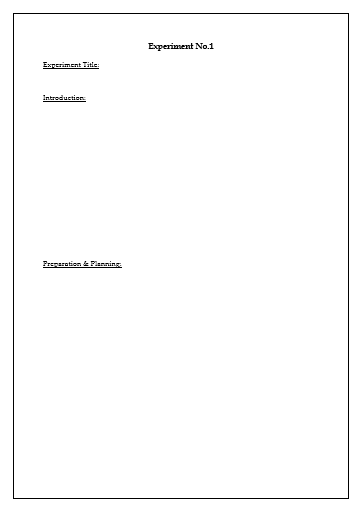 Experiment No.1
Experiment Title:
Introduction:
Preparation & Planning: